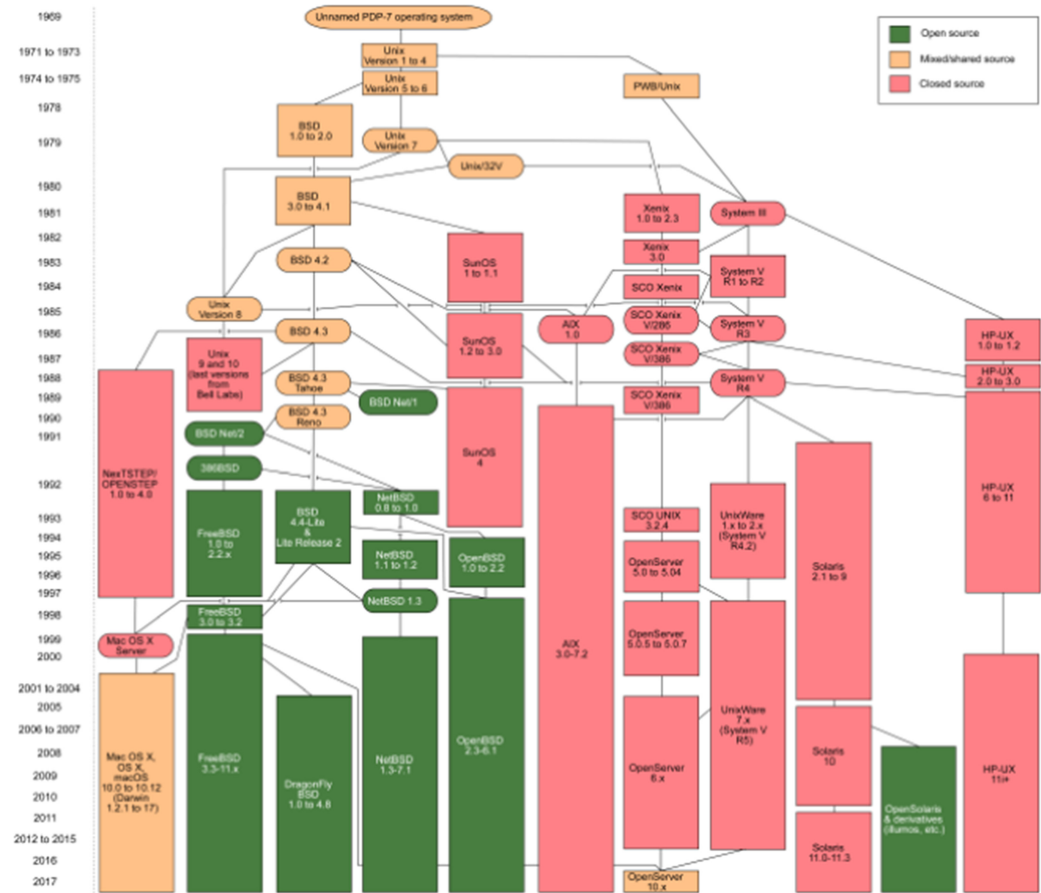 1969
Unnamed PDP-7 operating system
Open source
Mixed/shared source
Closed source
1971 to 1973
Unix
Version 1 to 4
1974 to 1975
Unix
Version 5 to 6
PWB/Unix
1978
BSD
1.0 to 2.0
1979
Unix
Version 7
Unix/32V
1980
BSD
3.0 to 4.1
1981
Xenix
1.0 to 2.3
System III
1982
Xenix
3.0
1983
BSD 4.2
SunOS
1 to 1.1
System V
R1 to R2
1984
SCO Xenix
1985
Unix
Version 8
SCO Xenix
V/286
1986
BSD 4.3
AIX
1.0
System V
R3
SunOS
1.2 to 3.0
HP-UX
1.0 to 1.2
1987
Unix
9 and 10
(last versions
from
Bell Labs)
SCO Xenix
V/386
1988
BSD 4.3
Tahoe
System V
R4
HP-UX
2.0 to 3.0
1989
BSD Net/1
SCO Xenix
V/386
1990
BSD 4.3
Reno
1991
BSD Net/2
SunOS
4
386BSD
NexTSTEP/
OPENSTEP
1.0 to 4.0
1992
NetBSD
0.8 to 1.0
HP-UX
6 to 11
1993
BSD
4.4-Lite
&
Lite Release 2
SCO UNIX
3.2.4
UnixWare
1.x to 2.x
(System V
R4.2)
1994
FreeBSD
1.0 to
2.2.x
1995
NetBSD
1.1 to 1.2
OpenBSD
1.0 to 2.2
OpenServer
5.0 to 5.04
Solaris
2.1 to 9
1996
1997
NetBSD 1.3
1998
FreeBSD
3.0 to 3.2
1999
Mac OS X
Server
AIX
3.0-7.2
OpenServer
5.0.5 to 5.0.7
2000
2001 to 2004
2005
UnixWare
7.x
(System V
R5)
2006 to 2007
OpenBSD
2.3-6.1
2008
Mac OS X,
OS X,
macOS
10.0 to 10.12
(Darwin
1.2.1 to 17)
FreeBSD
3.3-11.x
NetBSD
1.3-7.1
OpenServer
6.x
Solaris
10
2009
DragonFly
BSD
1.0 to 4.8
HP-UX
11i+
2010
OpenSolaris
& derivatives
(illumos, etc.)
2011
2012 to 2015
Solaris
11.0-11.3
2016
2017
OpenServer
10.x